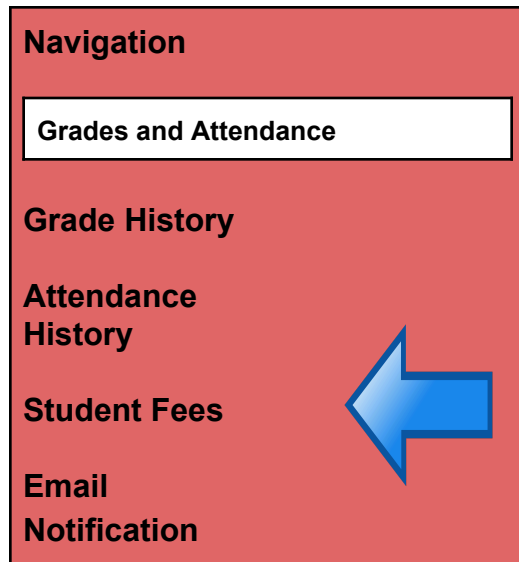 Navigation
Grades and Attendance
Grade History
Attendance
History
Student Fees
Email
Notification